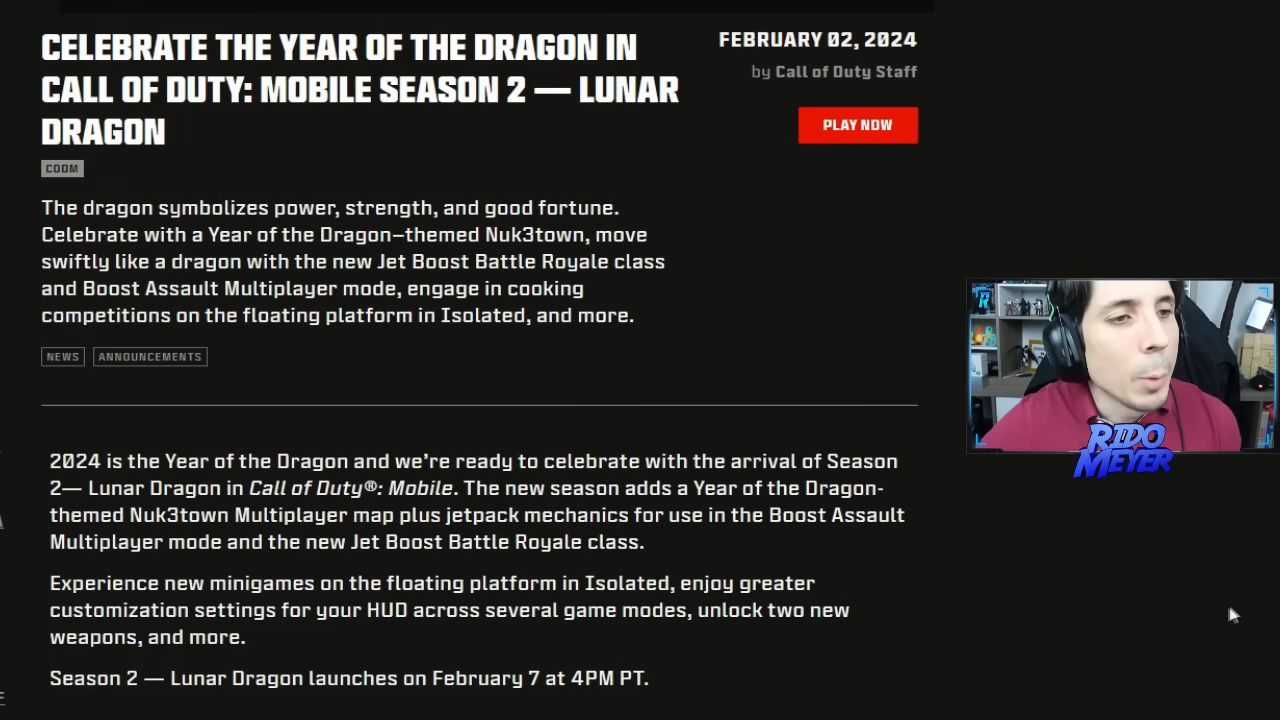 CELEBRATE THE YEAR OF THE DRAGON IN
CALL OF DUTY: MOBILE SEASON 2 — LUNAR
DRAGON
FEBRUARY 02, 2024
by Call of Duty Staff
PLAY NOW
CODM
The dragon symbolizes power, strength, and good fortune.
Celebrate with a Year of the Dragon–themed Nuk3town, move
swiftly like a dragon with the new Jet Boost Battle Royale class
and Boost Assault Multiplayer mode, engage in cooking
competitions on the floating platform in Isolated, and more.
NEWS
ANNOUNCEMENTS
RIDO
MEYER
2024 is the Year of the Dragon and we're ready to celebrate with the arrival of Season
2— Lunar Dragon in Call of Duty®: Mobile. The new season adds a Year of the Dragon-
themed Nuk3town Multiplayer map plus jetpack mechanics for use in the Boost Assault
Multiplayer mode and the new Jet Boost Battle Royale class.
Experience new minigames on the floating platform in Isolated, enjoy greater
customization settings for your HUD across several game modes, unlock two new
weapons, and more.
Season 2 — Lunar Dragon launches on February 7 at 4PM PT.